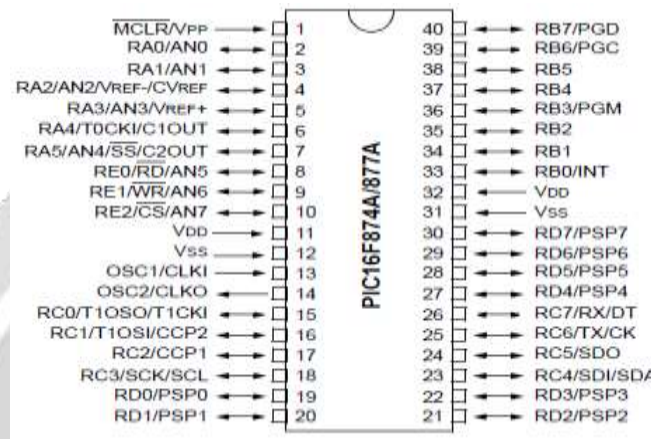 MCLR/VPP 1 40 RB7/PGD
RA0/AN0 2 39 RB6/PGC
RA1/AN1 3 38 RB5
RA2/AN2/VREF-/CVREF 4 37 RB4
RA3/AN3/VREF+ 5 36 RB3/PGM
RA4/T0CKI/C1OUT 6 35 RB2
RA5/AN4/SS/C2OUT 7 34 RB1
RE0/RD/AN5 8 33 RB0/INT
RE1/WR/AN6 9 32 VDD
RE2/CS/AN7 10 31 VSS
VDD 11 30 RD7/PSP7
VSS 12 29 RD6/PSP6
OSC1/CLKI 13 28 RD5/PSP5
OSC2/CLKO 14 27 RD4/PSP4
RC0/T1OSO/T1CKI 15 26 RC7/RX/DT
RC1/T1OSI/CCP2 16 25 RC6/TX/CK
RC2/CCP1 17 24 RC5/SDO
RC3/SCK/SCL 18 23 RC4/SDI/SDA
RD0/PSP0 19 22 RD3/PSP3
RD1/PSP1 20 21 RD2/PSP2
PIC16F874A/877A